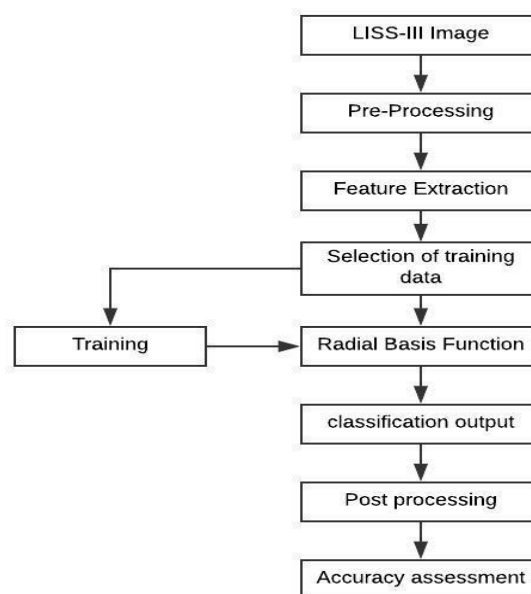 LISS-III Image
Pre-Processing
Feature Extraction
Selection of training
data
Training
Radial Basis Function
classification output
Post processing
Accuracy assessment